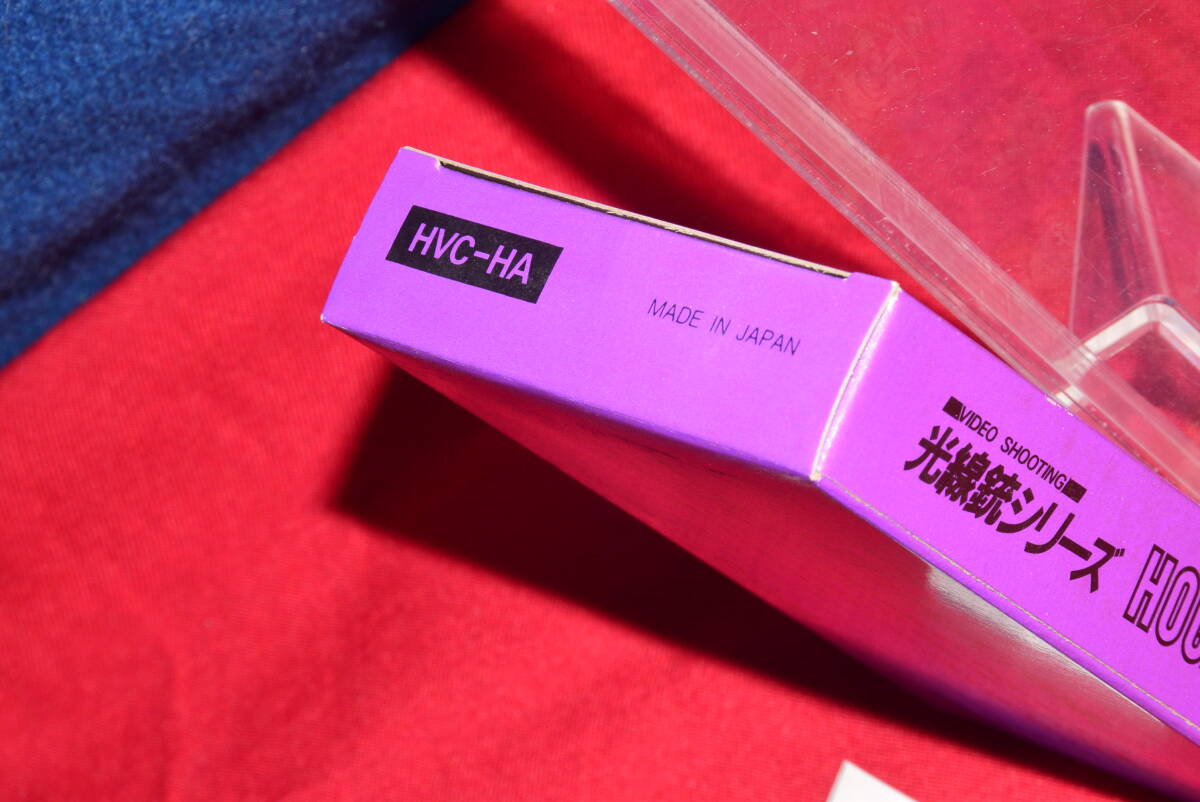 HVC-HA
MADE IN JAPAN
■VIDEO SHOOTING■
光線銃シリーズ